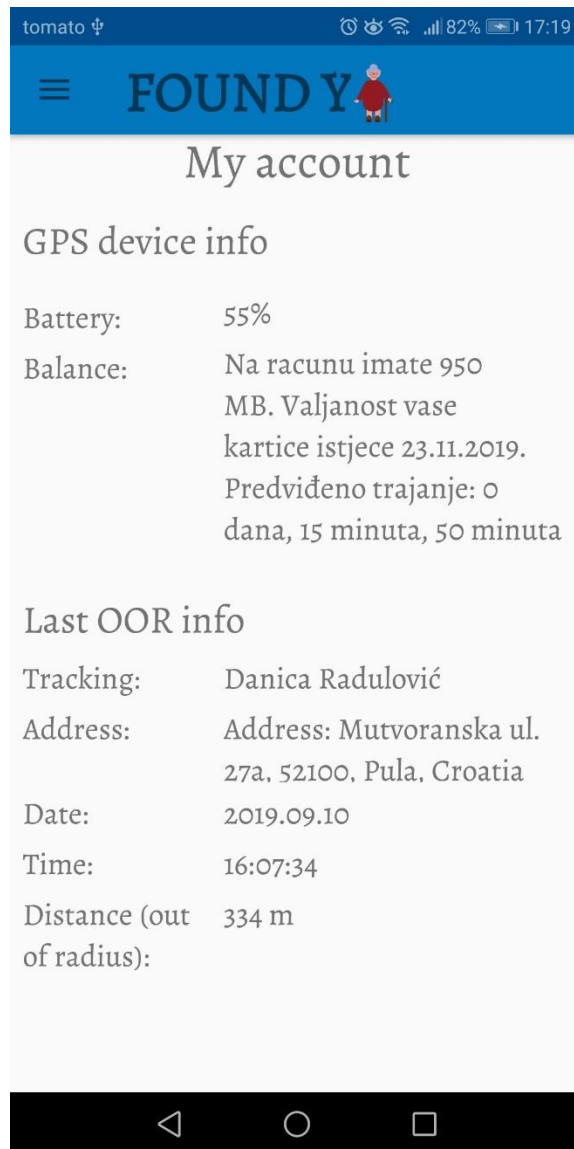 tomato 82% 17:19
FOUND Y
My account
GPS device info
Battery: 55%
Balance: Na racunu imate 950
MB. Valjanost vase
kartice istjece 23.11.2019.
Predviđeno trajanje: 0
dana, 15 minuta, 50 minuta
Last OOR info
Tracking: Danica Radulović
Address: Address: Mutvoranska ul.
27a, 52100, Pula, Croatia
Date: 2019.09.10
Time: 16:07:34
Distance (out 334 m
of radius):